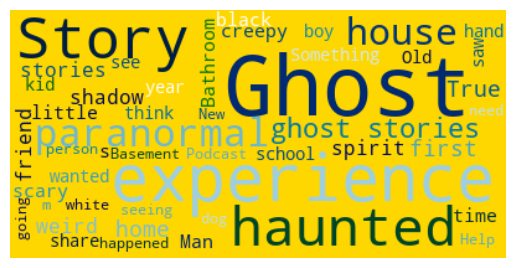 black
Story
Bathroom
creepy
boy
house
hand
Something
Old
saw
stories
see
Ghost
True
kid
year
shadow
need
little
think
New
paranormal
ghost stories
friend
person
s
Basement
Podcast
school
spirit
first
scary
wanted
experience
going
m
white
seeing
weird
home
dog
haunted
time
share
happened
Man
Help